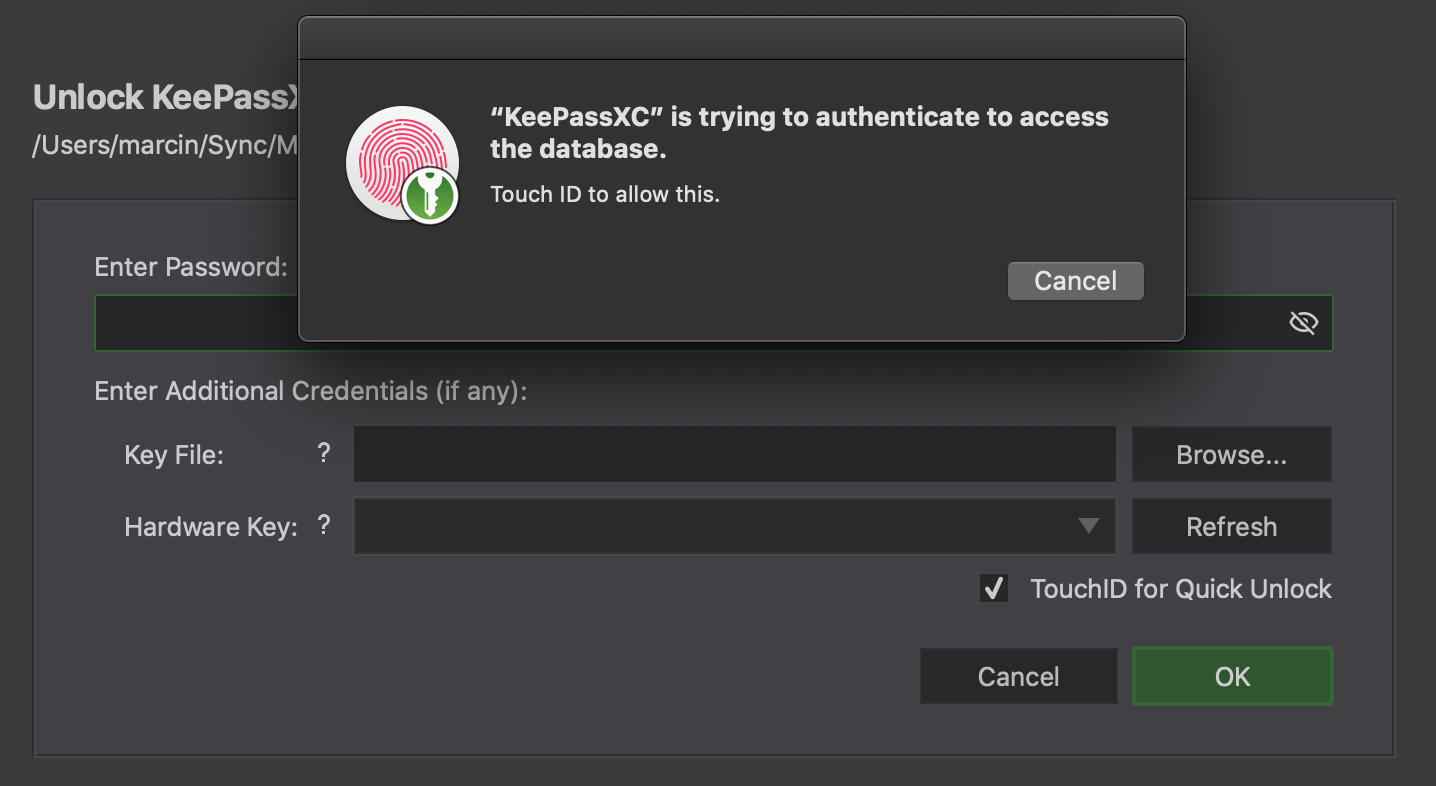 “KeePassXC” is trying to authenticate to access
the database.
Touch ID to allow this.
Cancel
Unlock
/Users/marcin/Sync/
Enter Password:
Enter Additional Credentials (if any):
Key File: ? Browse...
Hardware Key: ? Refresh
✓ TouchID for Quick Unlock
Cancel OK